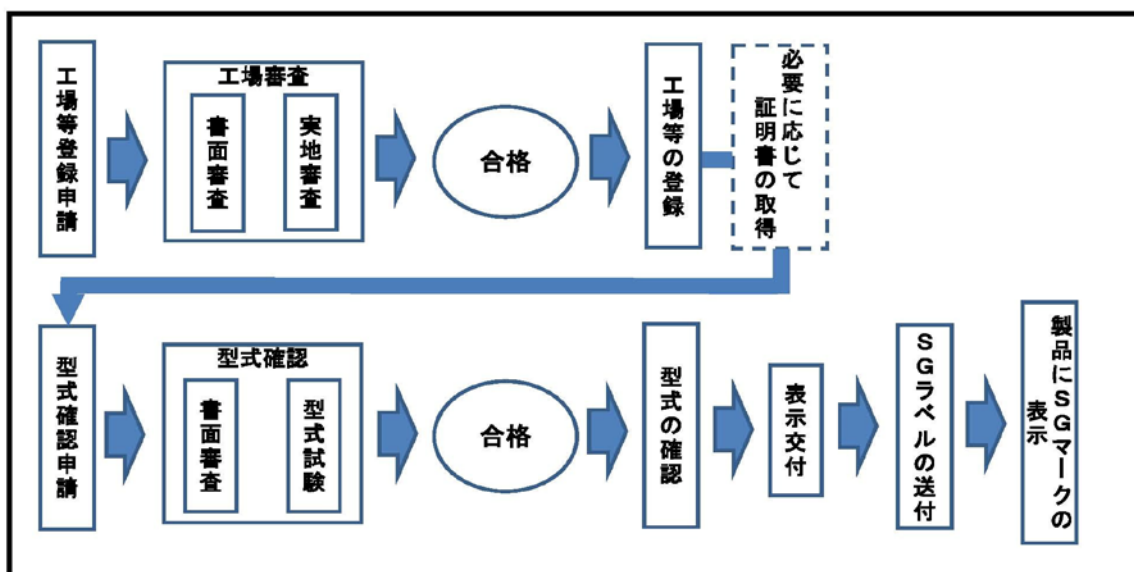 工場等登録申請
工場審査
書面審査
実地審査
合格
工場等の登録
必要に応じて
証明書の取得
型式確認申請
型式確認
書面審査
型式試験
合格
型式の確認
表示交付
SGラベルの送付
製品にSGマークの
表示